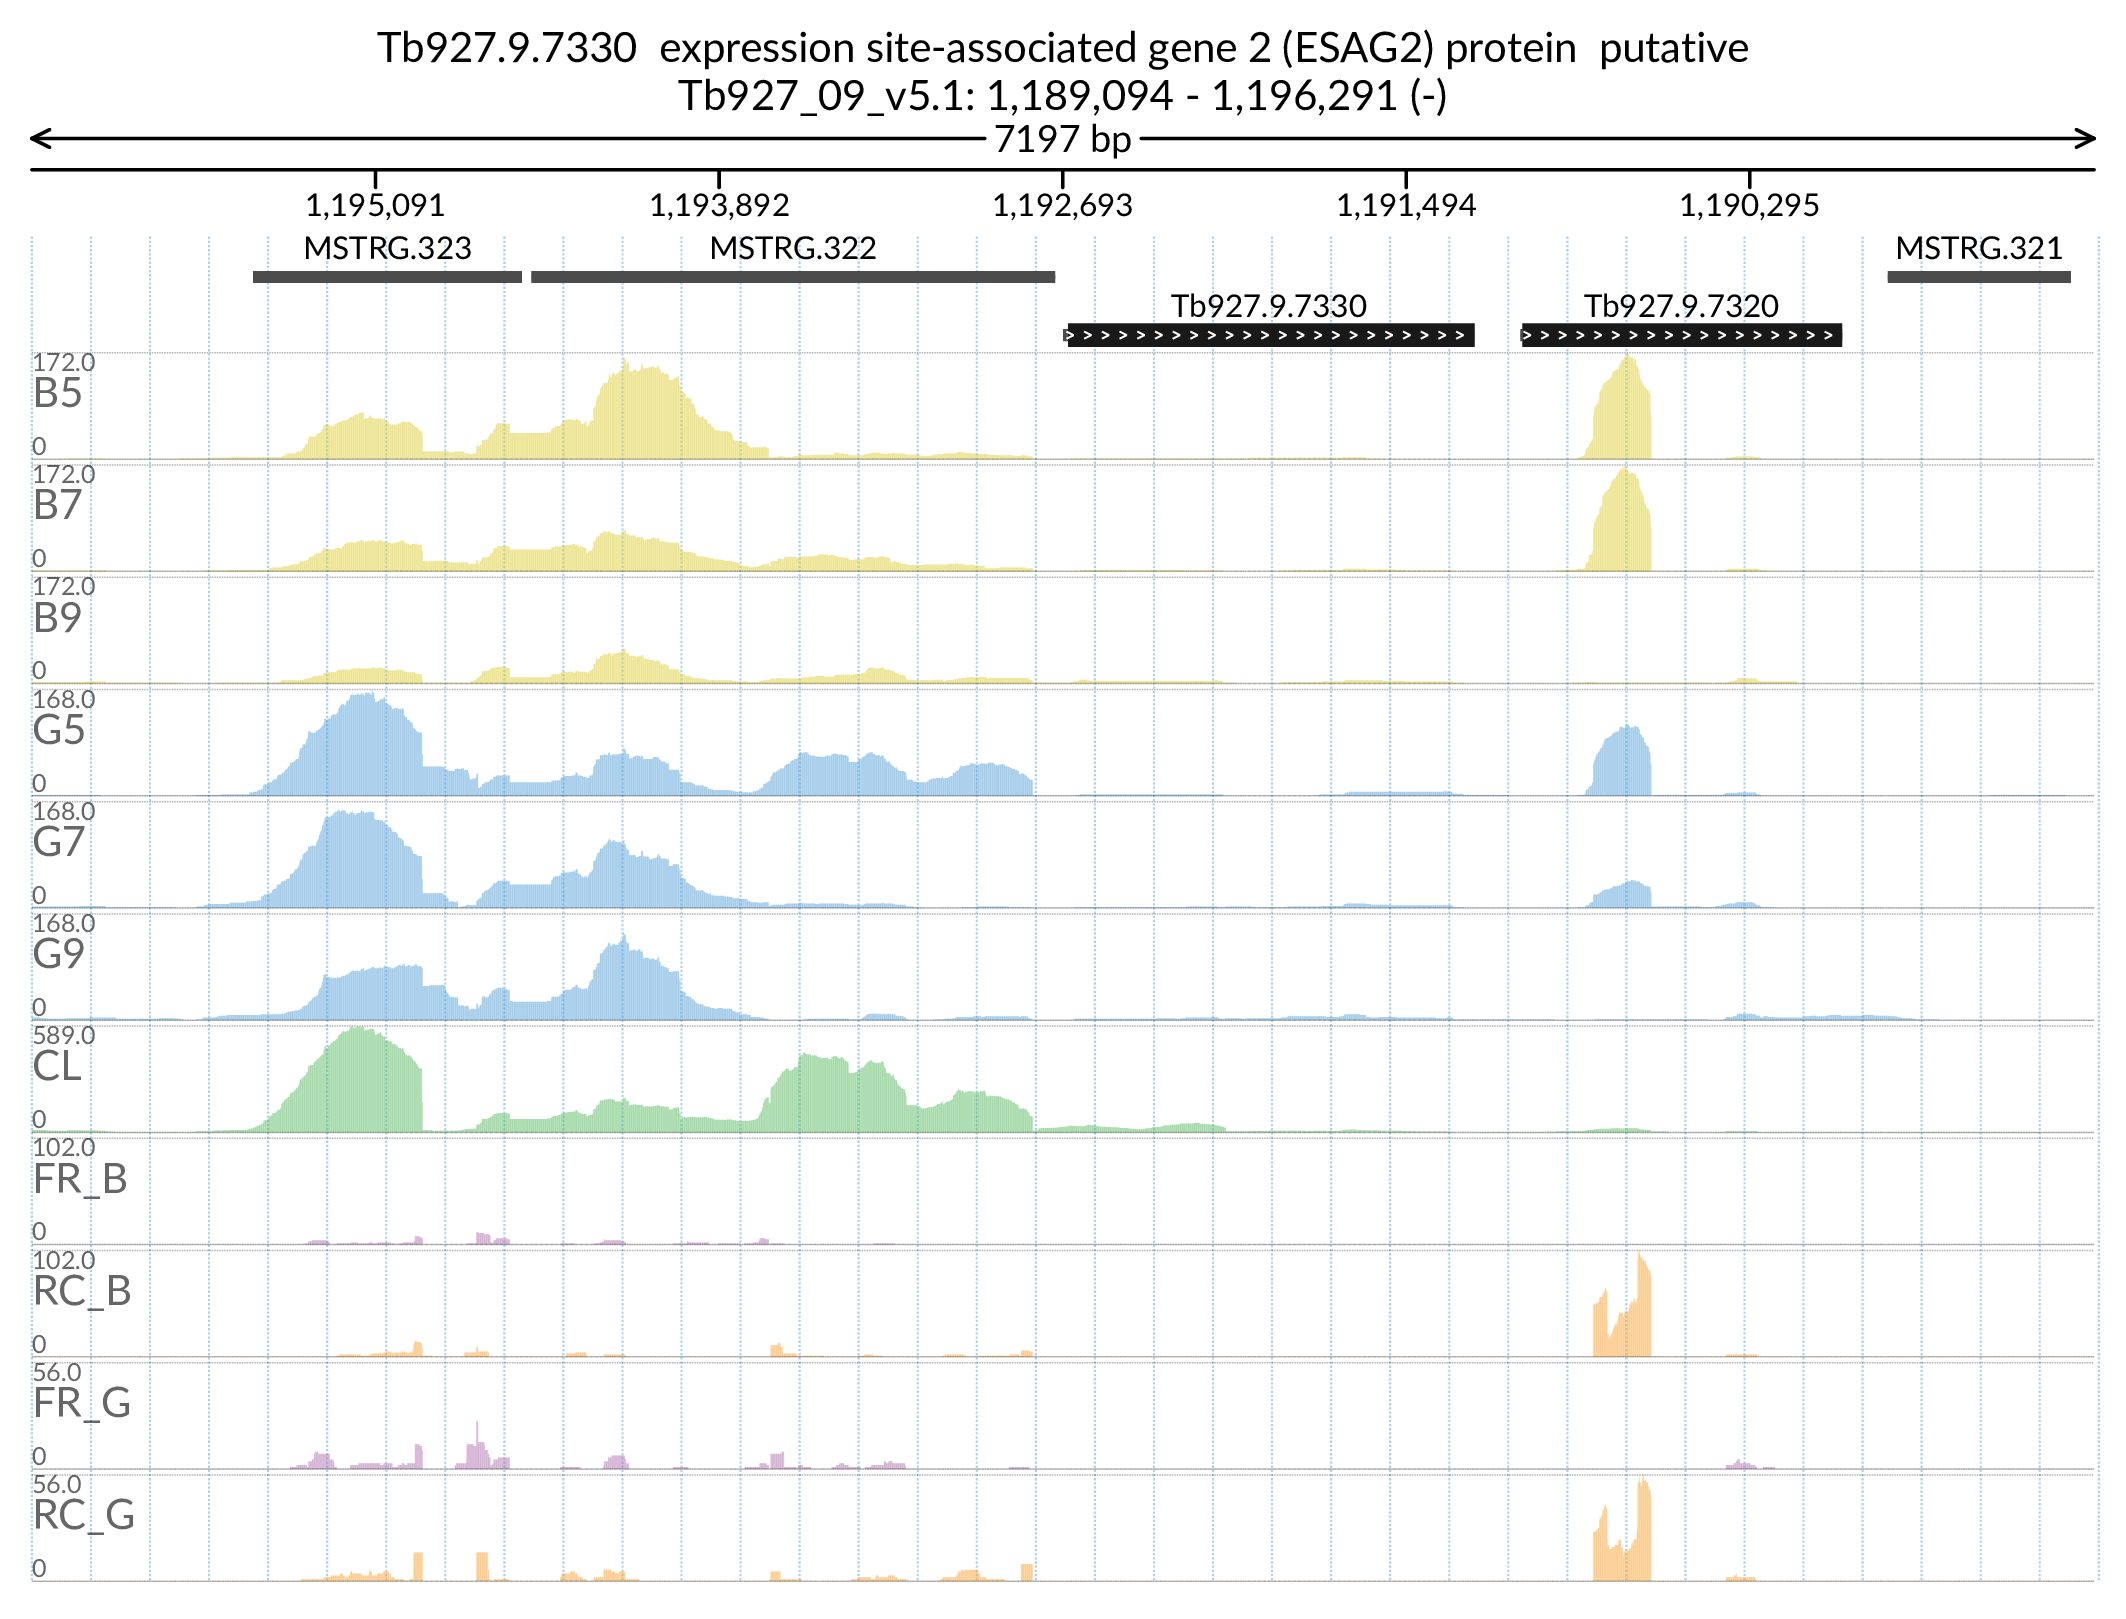 Tb927.9.7330  expression site-associated gene 2 (ESAG2) protein  putative
Tb927_09_v5.1: 1,189,094 - 1,196,291 (-)
7197 bp
1,195,091 1,193,892 1,192,693 1,191,494 1,190,295
MSTRG.323 MSTRG.322 MSTRG.321
Tb927.9.7330 Tb927.9.7320
172.0
B5
0
172.0
B7
0
172.0
B9
0
168.0
G5
0
168.0
G7
0
168.0
G9
0
589.0
CL
0
102.0
FR_B
0
102.0
RC_B
0
56.0
FR_G
0
56.0
RC_G
0